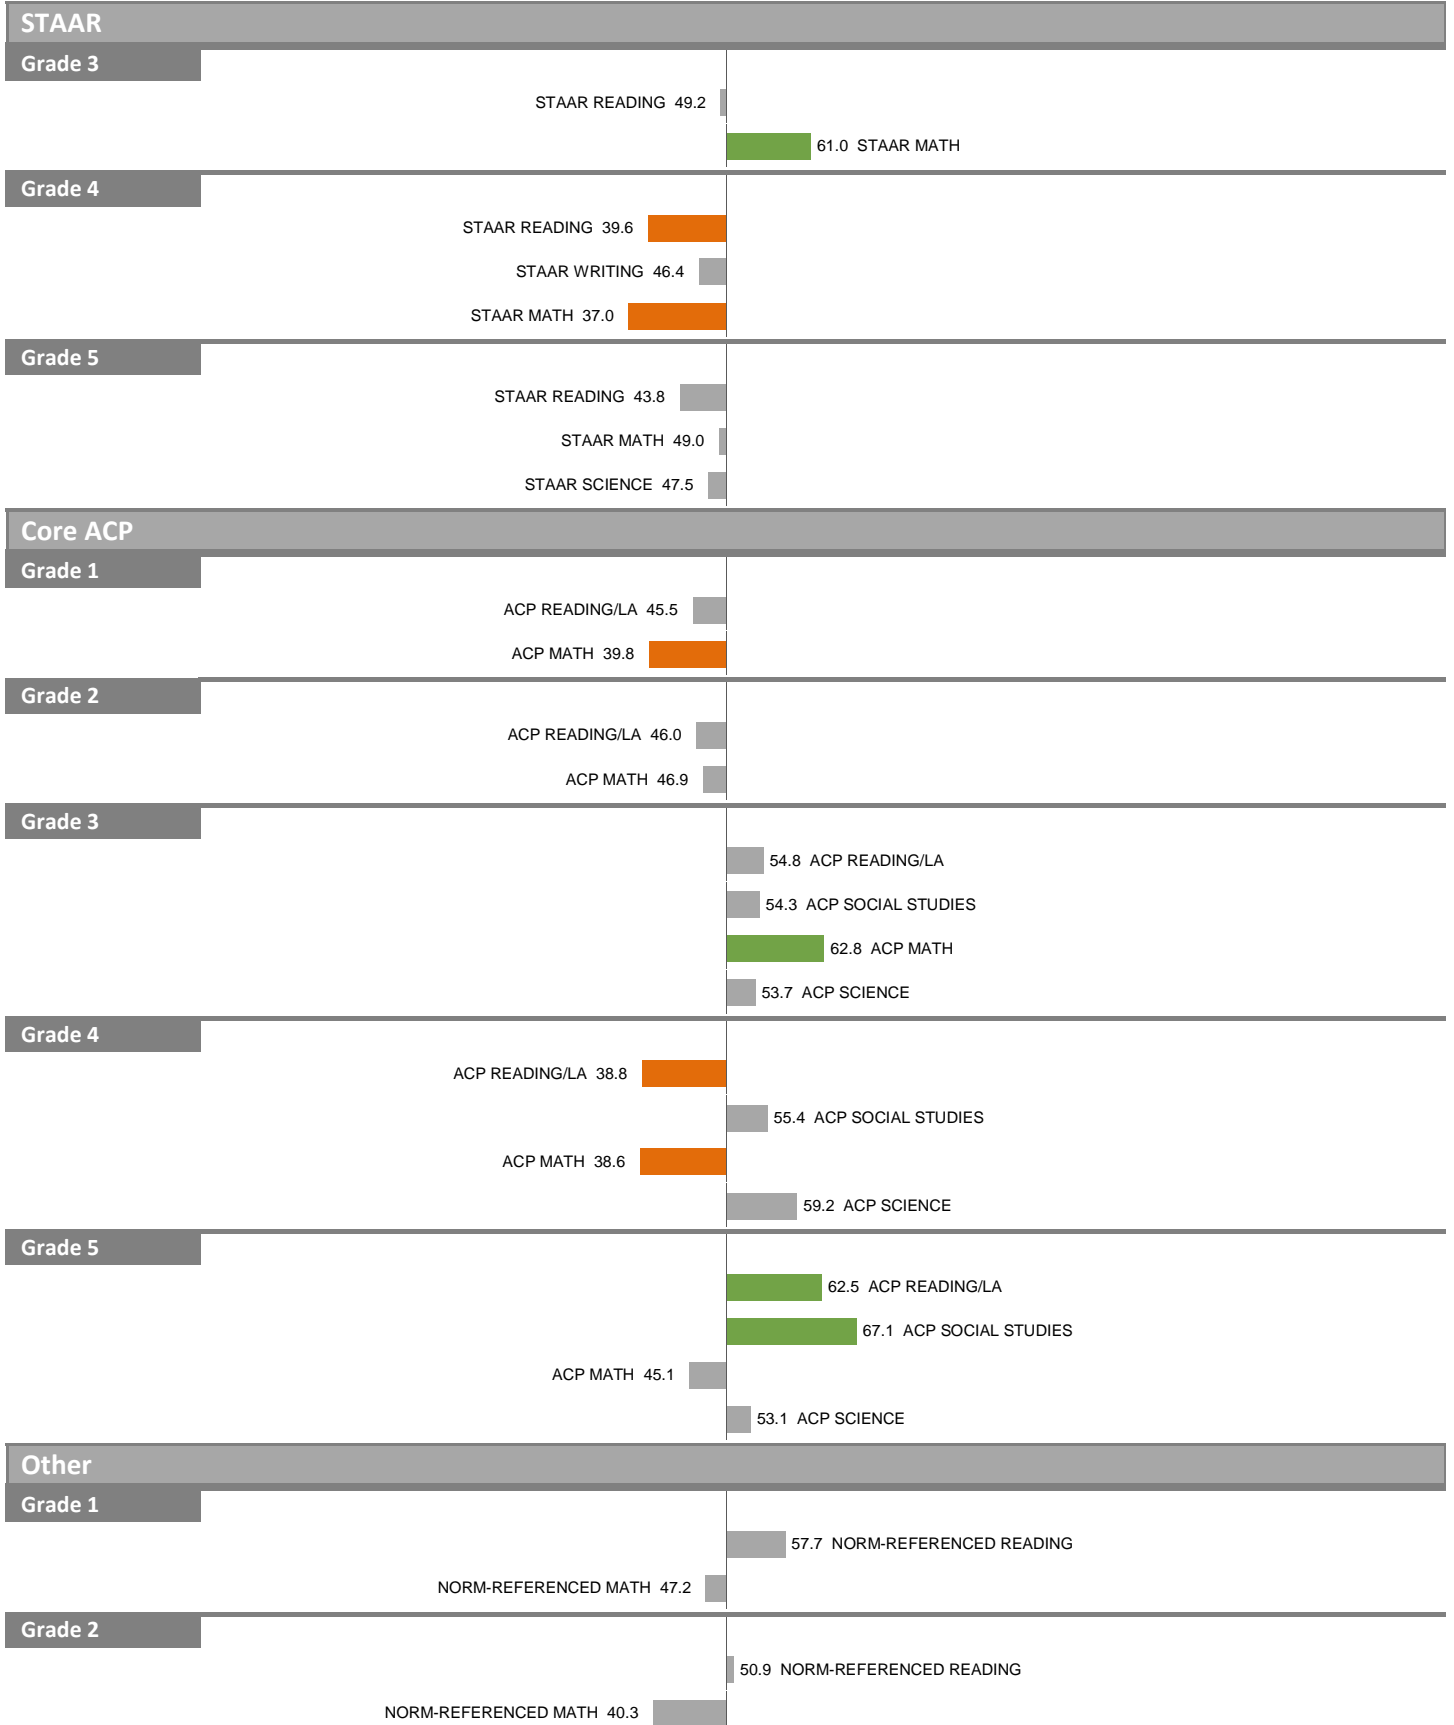 STAAR
Grade 3
STAAR READING 49.2
61.0 STAAR MATH
Grade 4
STAAR READING 39.6
STAAR WRITING 46.4
STAAR MATH 37.0
Grade 5
STAAR READING 43.8
STAAR MATH 49.0
STAAR SCIENCE 47.5
Core ACP
Grade 1
ACP READING/LA 45.5
ACP MATH 39.8
Grade 2
ACP READING/LA 46.0
ACP MATH 46.9
Grade 3
54.8 ACP READING/LA
54.3 ACP SOCIAL STUDIES
62.8 ACP MATH
53.7 ACP SCIENCE
Grade 4
ACP READING/LA 38.8
55.4 ACP SOCIAL STUDIES
ACP MATH 38.6
59.2 ACP SCIENCE
Grade 5
62.5 ACP READING/LA
67.1 ACP SOCIAL STUDIES
ACP MATH 45.1
53.1 ACP SCIENCE
Other
Grade 1
57.7 NORM-REFERENCED READING
NORM-REFERENCED MATH 47.2
Grade 2
50.9 NORM-REFERENCED READING
NORM-REFERENCED MATH 40.3